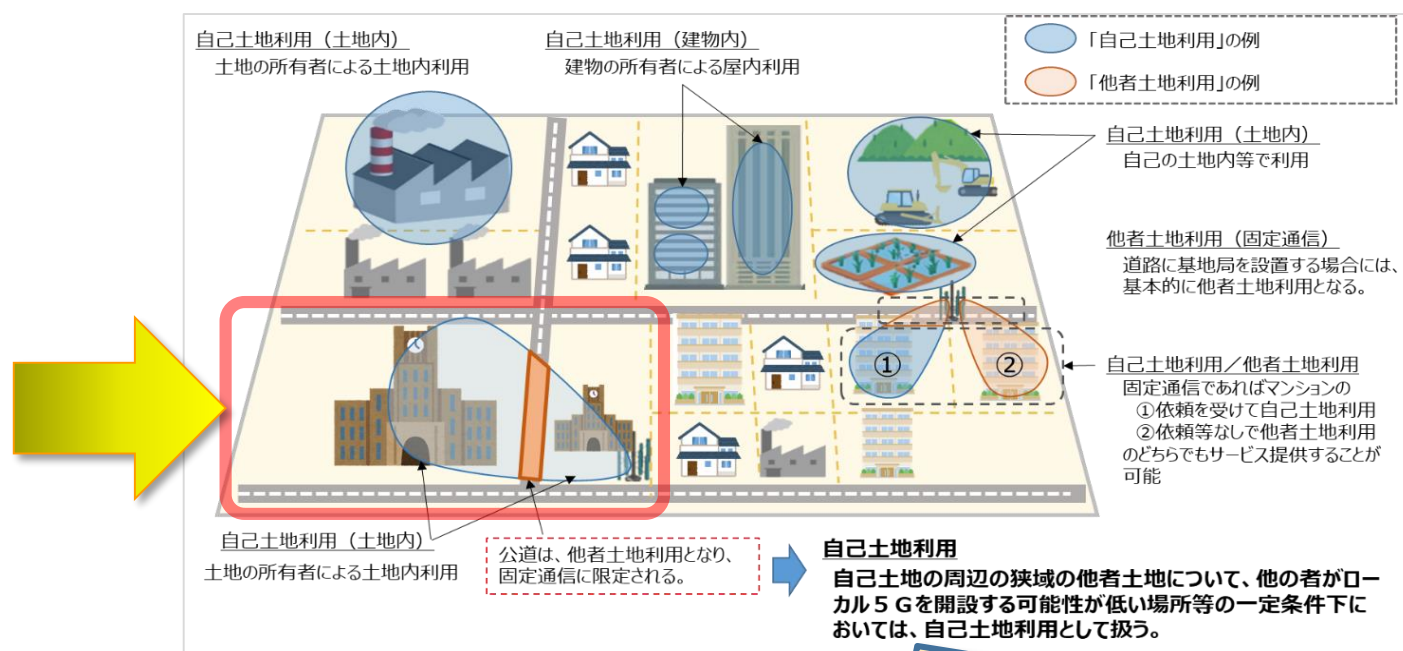 自己土地利用（土地内）
土地の所有者による土地内利用
自己土地利用（建物内）
建物の所有者による屋内利用
「自己土地利用」の例
「他者土地利用」の例
自己土地利用（土地内）
自己の土地内等で利用
他者土地利用（固定通信）
道路に基地局を設置する場合には、
基本的に他者土地利用となる。
①
②
自己土地利用／他者土地利用
固定通信であればマンションの
①依頼を受けて自己土地利用
②依頼等なしで他者土地利用
のどちらでもサービス提供することが
可能
自己土地利用（土地内）
土地の所有者による土地内利用
公道は、他者土地利用となり、
固定通信に限定される。
自己土地利用
自己土地の周辺の狭域の他者土地について、他の者がロー
カル５Ｇを開設する可能性が低い場所等の一定条件下に
おいては、自己土地利用として扱う。